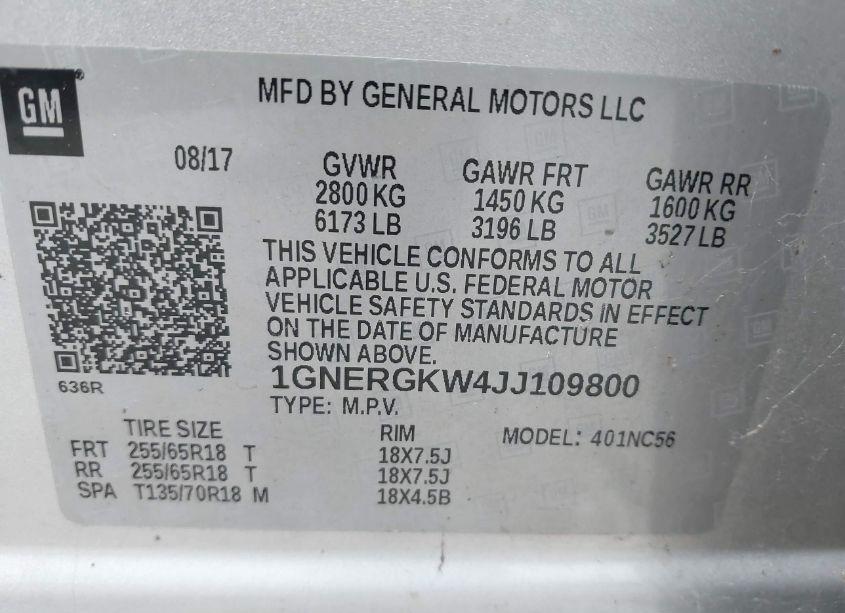 GM
MFD BY GENERAL MOTORS LLC
08/17
GVWR GAWR FRT GAWR RR
2800 KG 1450 KG 1600 KG
6173 LB 3196 LB 3527 LB
THIS VEHICLE CONFORMS TO ALL
APPLICABLE U.S. FEDERAL MOTOR
VEHICLE SAFETY STANDARDS IN EFFECT
ON THE DATE OF MANUFACTURE
SHOWN ABOVE.
636R
1GNERGKW4JJ109800
TYPE: M.P.V.
TIRE SIZE RIM MODEL: 401NC56
FRT 255/65R18 T 18X7.5J
RR 255/65R18 T 18X7.5J
SPA T135/70R18 M 18X4.5B